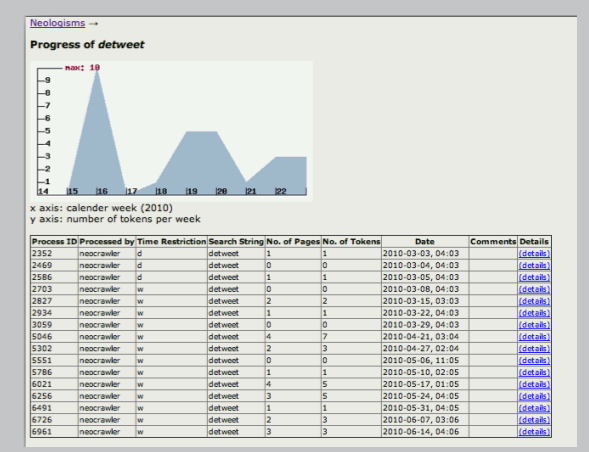 Neologisms →
Progress of detweet
max: 10
9
8
7
6
5
4
3
2
1
14 15 16 17 18 19 20 21 22
x axis: calender week (2010)
y axis: number of tokens per week
Process ID Processed by Time Restriction Search String No. of Pages No. of Tokens Date Comments Details
2352 neocrawler d detweet 1 1 2010-03-03, 04:03 (details)
2469 neocrawler d detweet 0 0 2010-03-04, 04:03 (details)
2586 neocrawler d detweet 1 1 2010-03-05, 04:03 (details)
2703 neocrawler w detweet 0 0 2010-03-08, 04:03 (details)
2827 neocrawler w detweet 2 2 2010-03-15, 03:03 (details)
2934 neocrawler w detweet 1 1 2010-03-22, 04:03 (details)
3059 neocrawler w detweet 0 0 2010-03-29, 04:03 (details)
5046 neocrawler w detweet 4 7 2010-04-21, 03:04 (details)
5302 neocrawler w detweet 2 3 2010-04-27, 02:04 (details)
5551 neocrawler w detweet 0 0 2010-05-06, 11:05 (details)
5786 neocrawler w detweet 1 1 2010-05-10, 02:05 (details)
6021 neocrawler w detweet 4 5 2010-05-17, 01:05 (details)
6256 neocrawler w detweet 3 5 2010-05-24, 04:05 (details)
6491 neocrawler w detweet 1 1 2010-05-31, 04:05 (details)
6726 neocrawler w detweet 2 3 2010-06-07, 03:06 (details)
6961 neocrawler w detweet 3 3 2010-06-14, 04:06 (details)